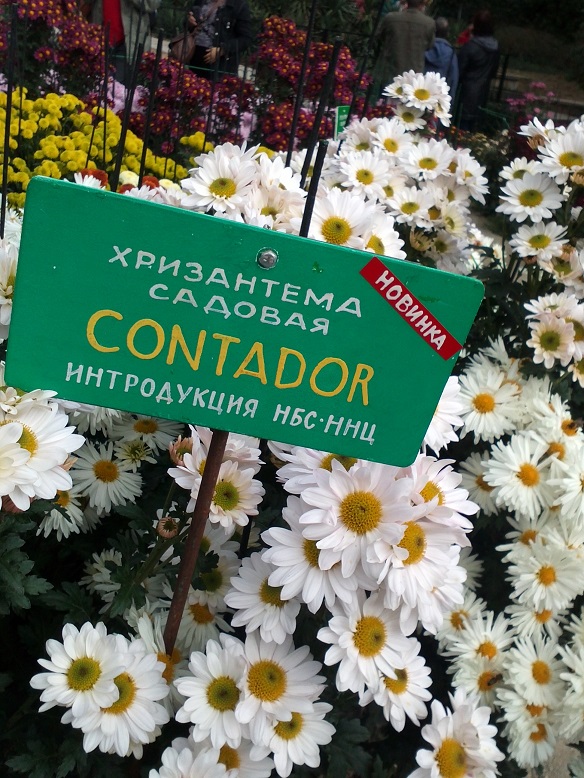 ХРИЗАНТЕМА
САДОВАЯ
НОВИНКА
CONTADOR
ИНТРОДУКЦИЯ НБС-ННЦ